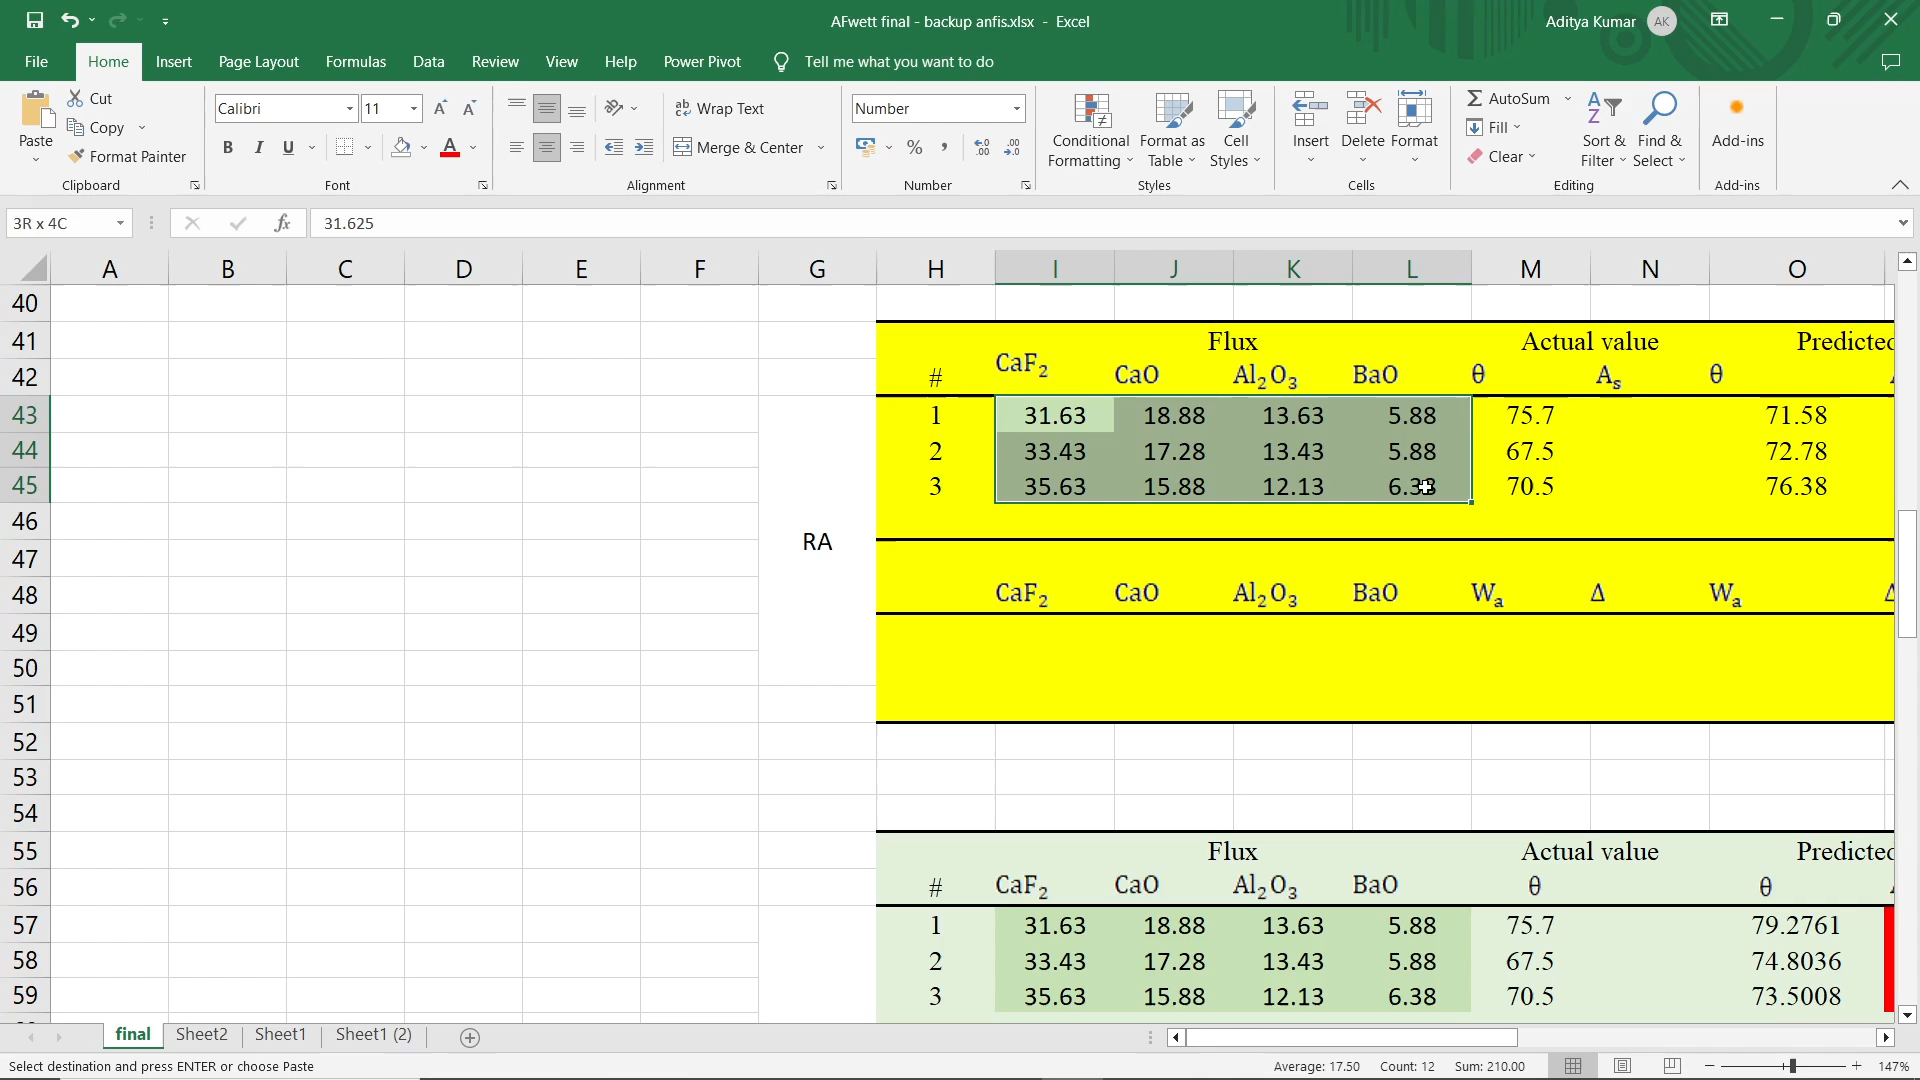 AFwett final - backup anfis.xlsx - Excel
Aditya Kumar AK
File Home Insert Page Layout Formulas Data Review View Help Power Pivot Tell me what you want to do
Paste
Cut
Copy
Format Painter
Clipboard
Calibri 11
B I U
Font
Wrap Text
Merge & Center
Alignment
Number
Number
Conditional Formatting
Format as Table
Cell Styles
Styles
Insert Delete Format
Cells
AutoSum
Fill
Clear
Sort & Filter
Find & Select
Editing
Add-ins
Add-ins
3R x 4C fx 31.625
A B C D E F G H I J K L M N O
40
41 Flux Actual value Predicted
42 # CaF₂ CaO Al₂O₃ BaO θ Aₛ θ
43 1 31.63 18.88 13.63 5.88 75.7 71.58
44 2 33.43 17.28 13.43 5.88 67.5 72.78
45 3 35.63 15.88 12.13 6.38 70.5 76.38
46
RA
47
48 CaF₂ CaO Al₂O₃ BaO Wₐ Δ Wₐ Δ
49
50
51
52
53
54
55 Flux Actual value Predicted
56 # CaF₂ CaO Al₂O₃ BaO θ θ
57 1 31.63 18.88 13.63 5.88 75.7 79.2761
58 2 33.43 17.28 13.43 5.88 67.5 74.8036
59 3 35.63 15.88 12.13 6.38 70.5 73.5008
final Sheet2 Sheet1 Sheet1 (2)
Select destination and press ENTER or choose Paste Average: 17.50 Count: 12 Sum: 210.00 147%